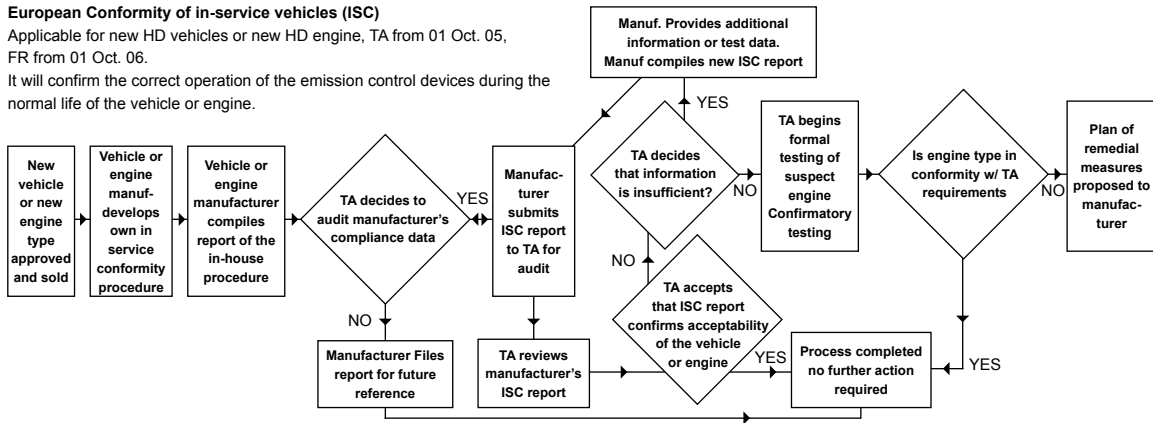 European Conformity of in-service vehicles (ISC)
Applicable for new HD vehicles or new HD engine, TA from 01 Oct. 05,
FR from 01 Oct. 06.
It will confirm the correct operation of the emission control devices during the
normal life of the vehicle or engine.
Manuf. Provides additional
information or test data.
Manuf compiles new ISC report
YES
New
vehicle or
new engine
type
approved
and sold
Vehicle or
engine
manuf-
develops
own in
service
conformity
procedure
Vehicle or
engine
manufacturer
compiles
report of the
in-house
procedure
TA decides to
audit manufacturer's
compliance data
YES
NO
Manufac-
turer
submits
ISC report
to TA for
audit
TA decides
that information
is insufficient?
NO
TA begins
formal
testing of
suspect
engine
Confirmatory
testing
Is engine type in
conformity w/ TA
requirements
NO
Plan of
remedial
measures
proposed to
manufac-
turer
NO
TA accepts
that ISC report
confirms acceptability
of the vehicle
or engine
YES
Manufacturer Files
report for future
reference
TA reviews
manufacturer's
ISC report
Process completed
no further action
required
YES